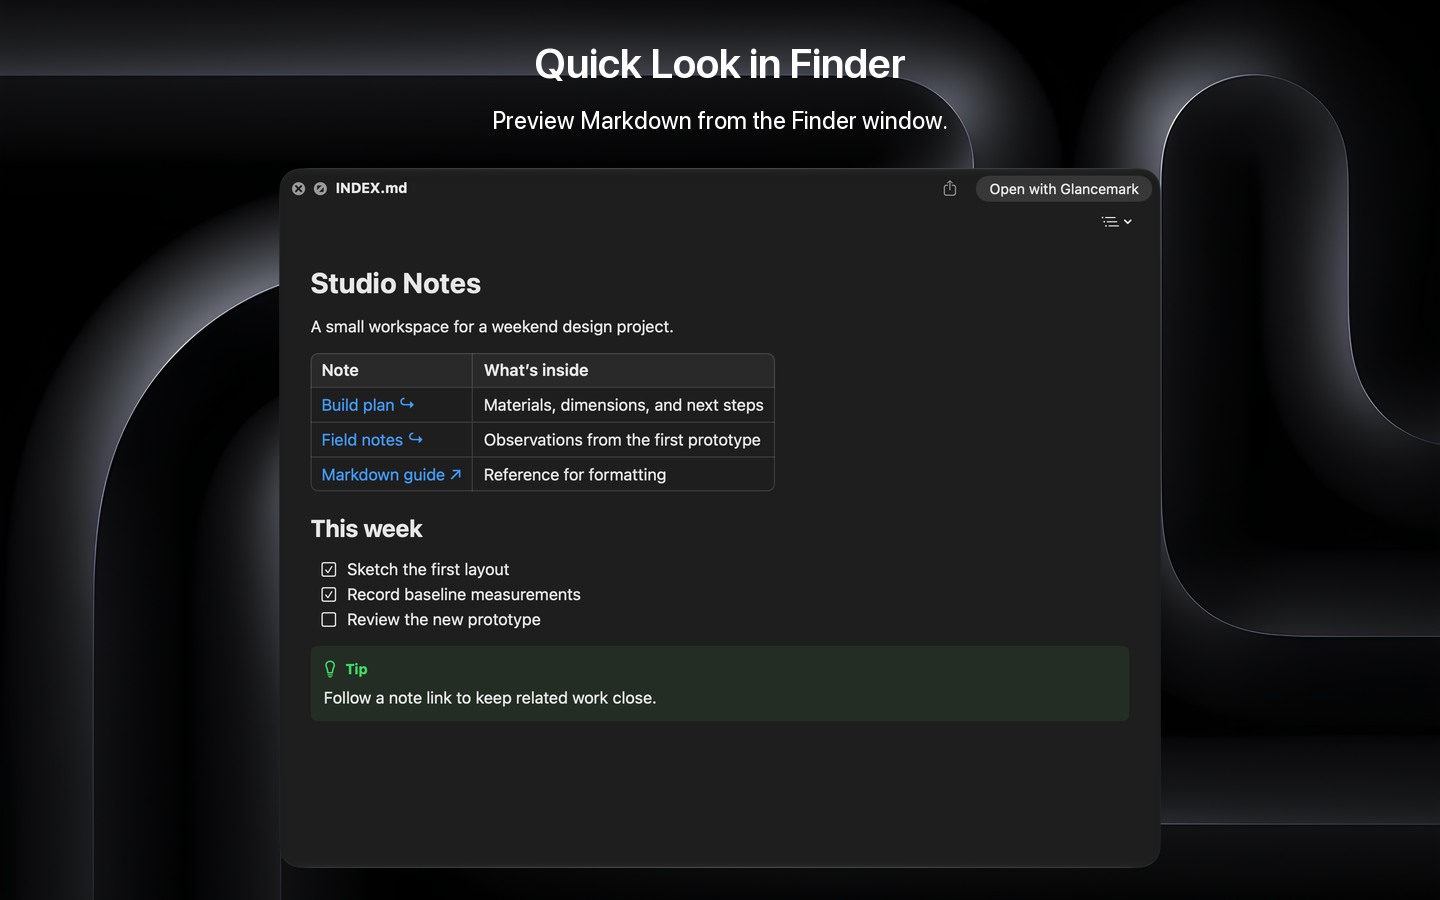 Quick Look in Finder
Preview Markdown from the Finder window.
INDEX.md
Open with Glancemark
Studio Notes
A small workspace for a weekend design project.
Note What’s inside
Build plan Materials, dimensions, and next steps
Field notes Observations from the first prototype
Markdown guide Reference for formatting
This week
Sketch the first layout
Record baseline measurements
Review the new prototype
Tip
Follow a note link to keep related work close.